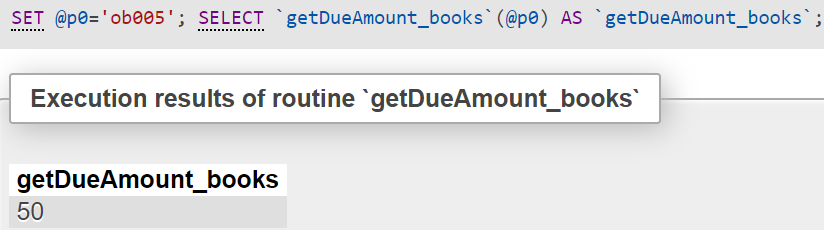 SET @p0='ob005'; SELECT `getDueAmount_books`(@p0) AS `getDueAmount_books`;
Execution results of routine `getDueAmount_books`
getDueAmount_books
50